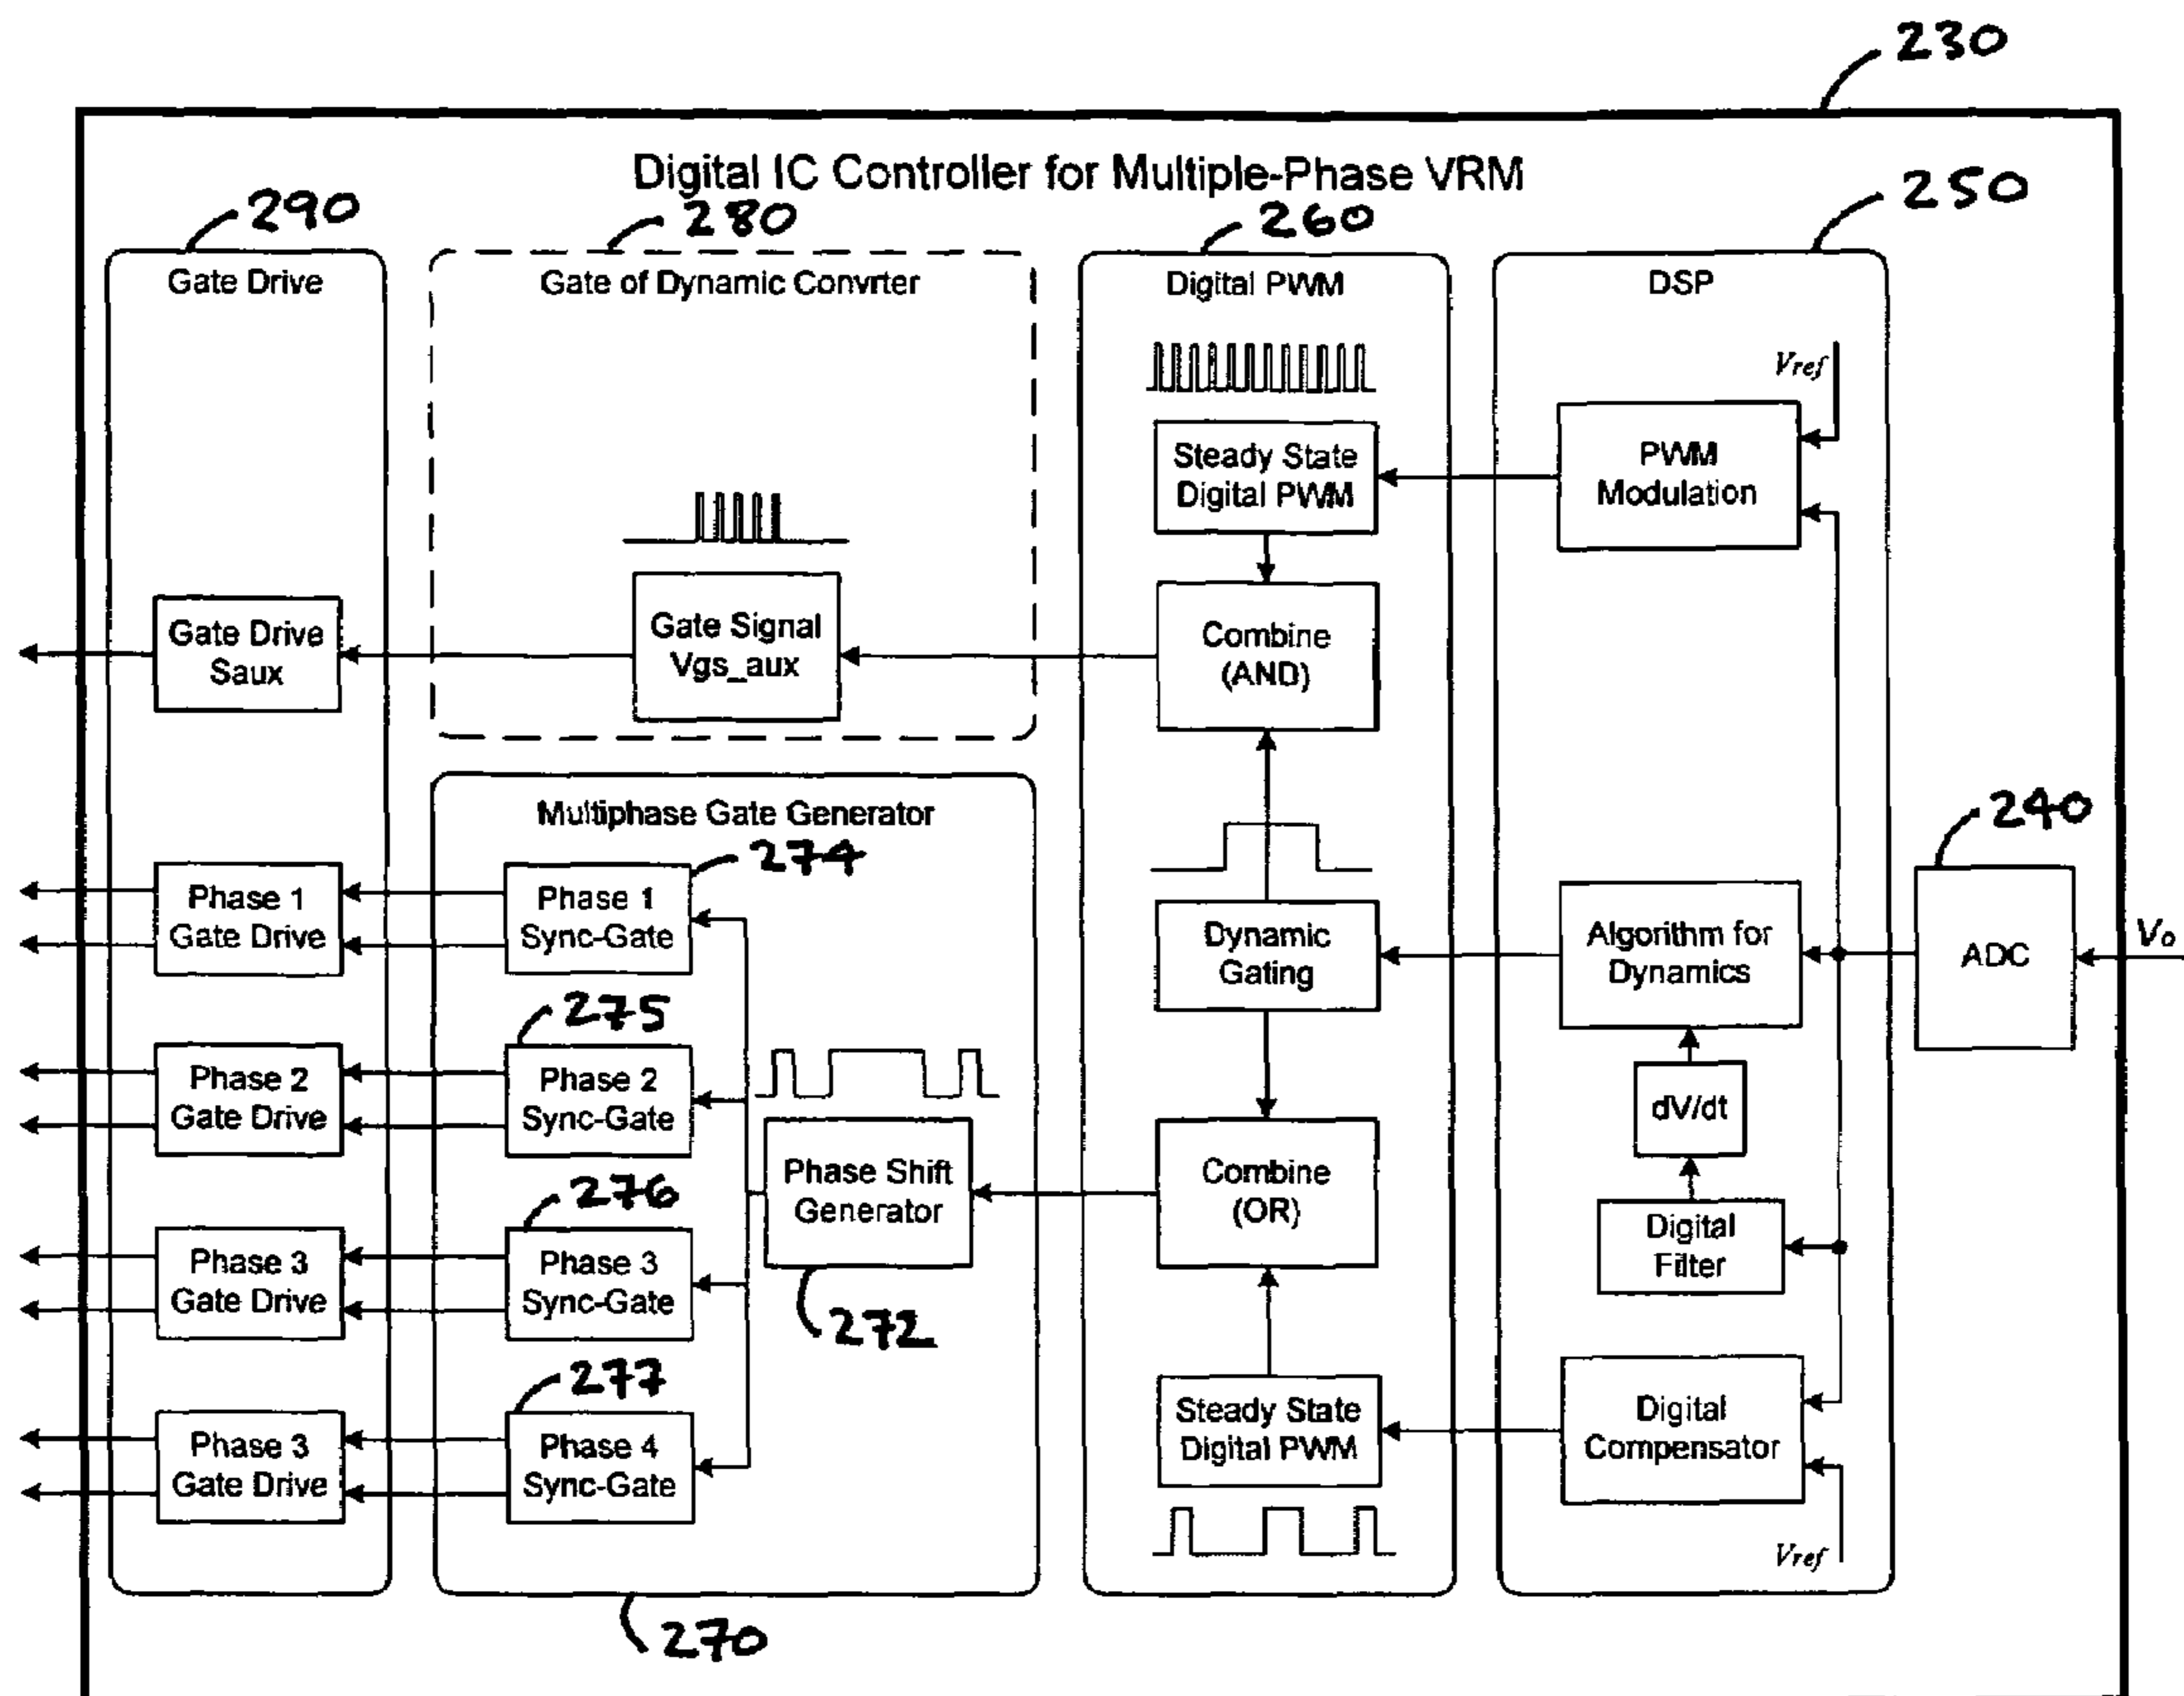 230
Digital IC Controller for Multiple-Phase VRM
290
280
260
250
Gate Drive
Gate of Dynamic Convrter
Digital PWM
DSP
Vref
PWM
Modulation
Steady State
Digital PWM
Gate Drive
Saux
Gate Signal
Vgs_aux
Combine
(AND)
Multiphase Gate Generator
274
240
Phase 1
Gate Drive
Phase 1
Sync-Gate
Dynamic
Gating
Algorithm for
Dynamics
ADC
Vo
275
Phase 2
Gate Drive
Phase 2
Sync-Gate
dV/dt
276
Phase Shift
Generator
Combine
(OR)
Digital
Filter
Phase 3
Gate Drive
Phase 3
Sync-Gate
272
277
Phase 3
Gate Drive
Phase 4
Sync-Gate
Steady State
Digital PWM
Digital
Compensator
Vref
270